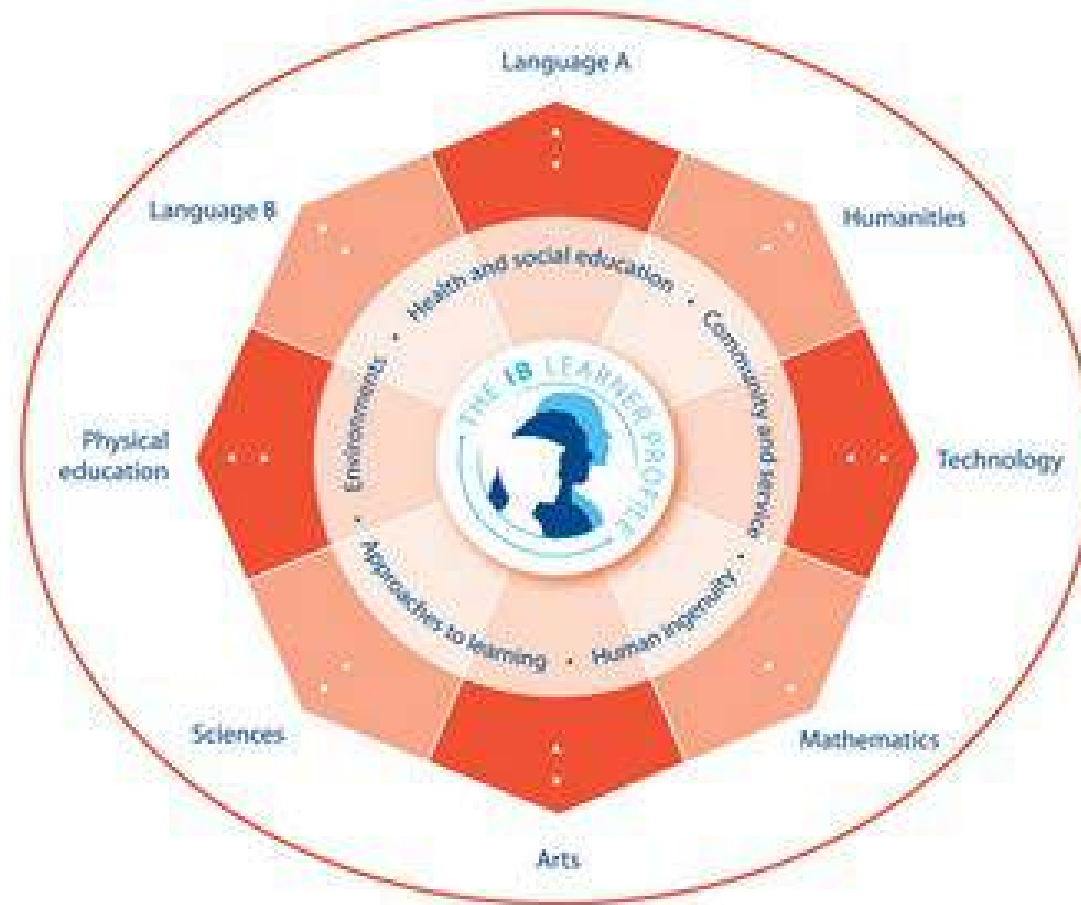 Language A
Language B
Humanities
Health and social education
Community and service
Environments
THE IB LEARNER PROFILE
Physical
education
Technology
Approaches to learning
Human ingenuity
Sciences
Mathematics
Arts